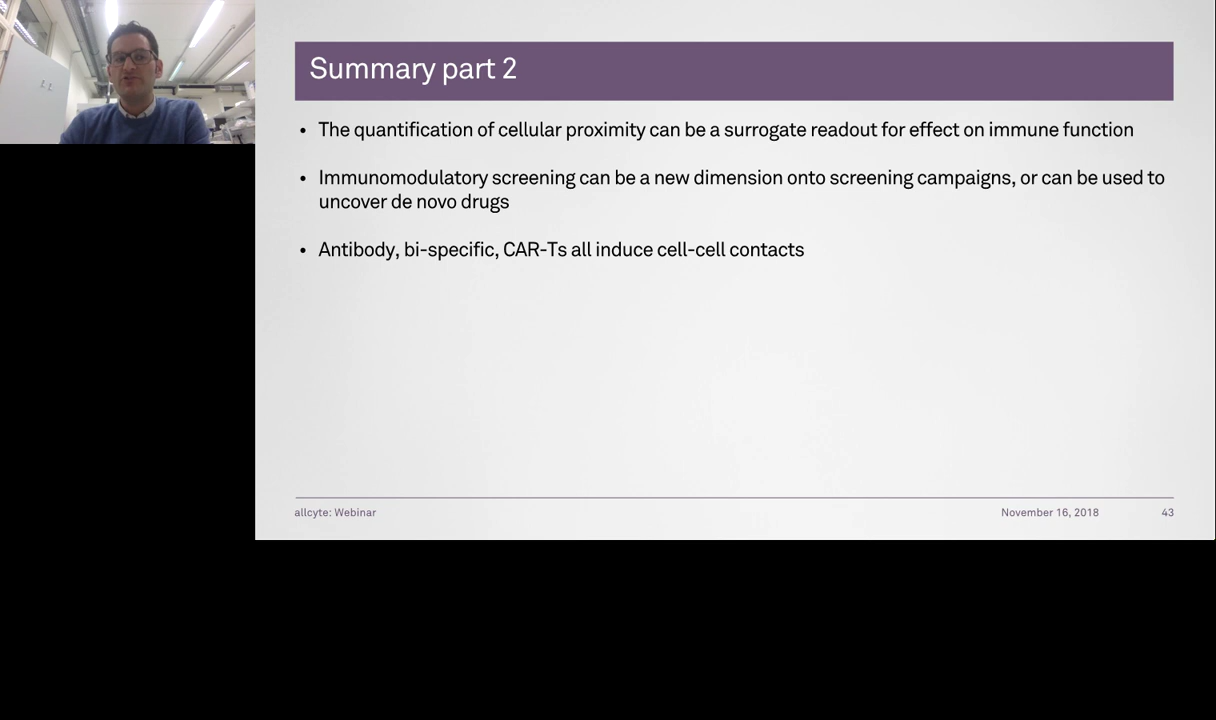 Summary part 2
• The quantification of cellular proximity can be a surrogate readout for effect on immune function
• Immunomodulatory screening can be a new dimension onto screening campaigns, or can be used to
uncover de novo drugs
• Antibody, bi-specific, CAR-Ts all induce cell-cell contacts
allcyte: Webinar
November 16, 2018
43